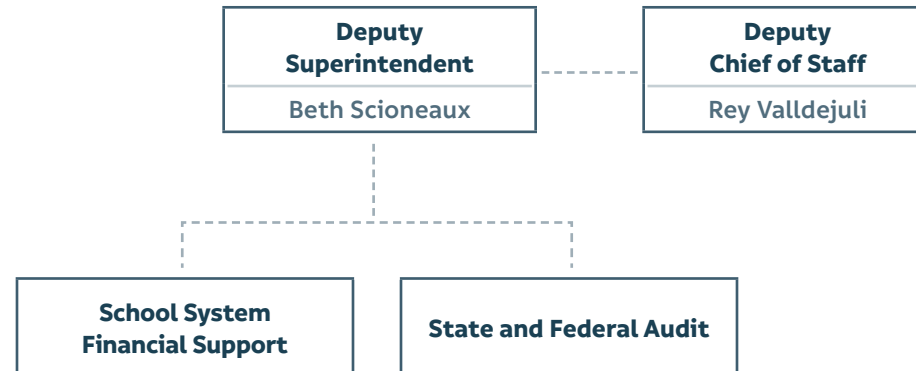 Deputy
Superintendent
Beth Scioneaux
Deputy
Chief of Staff
Rey Valldejuli
School System
Financial Support
State and Federal Audit